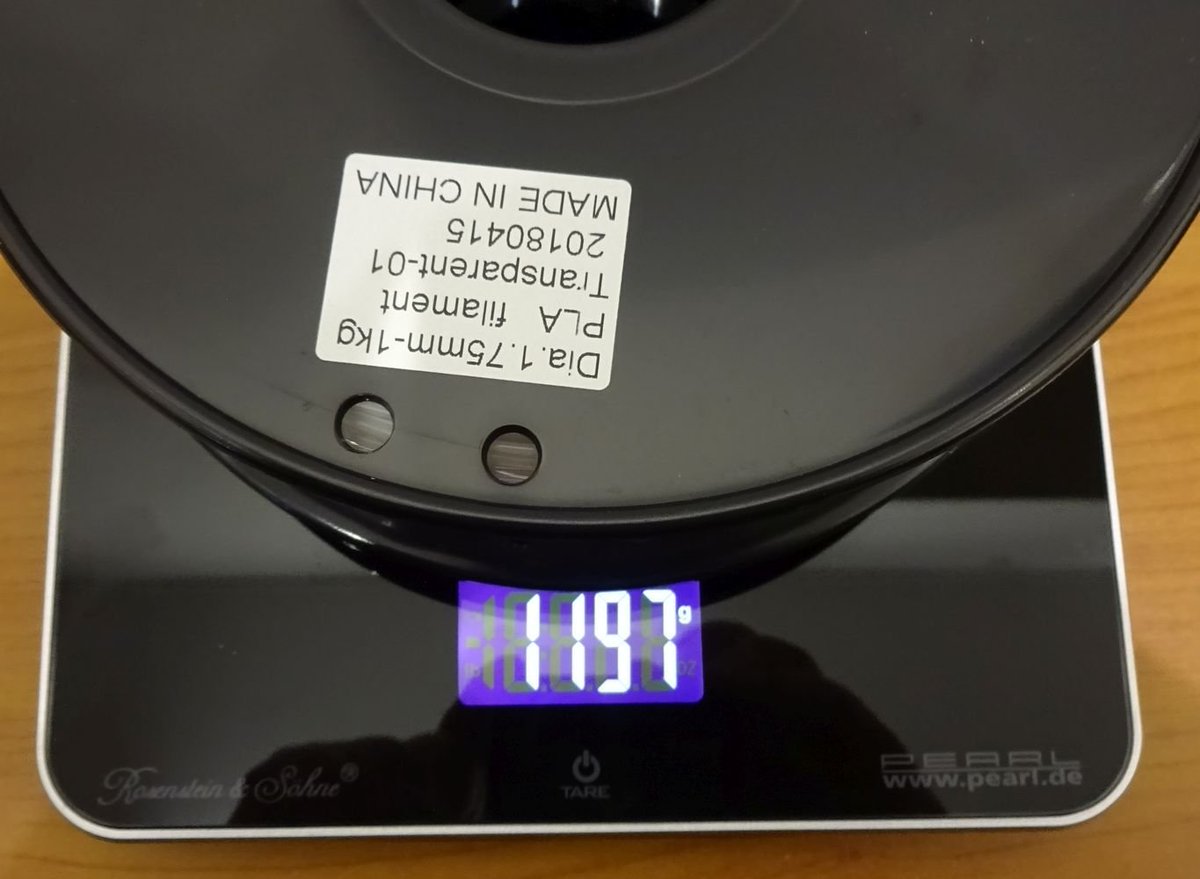 Dia.1.75mm-1kg
PLA filament
Transparent-01
20180415
MADE IN CHINA
1197 g
Rosenstein & Söhne®
TARE
PEARL
www.pearl.de